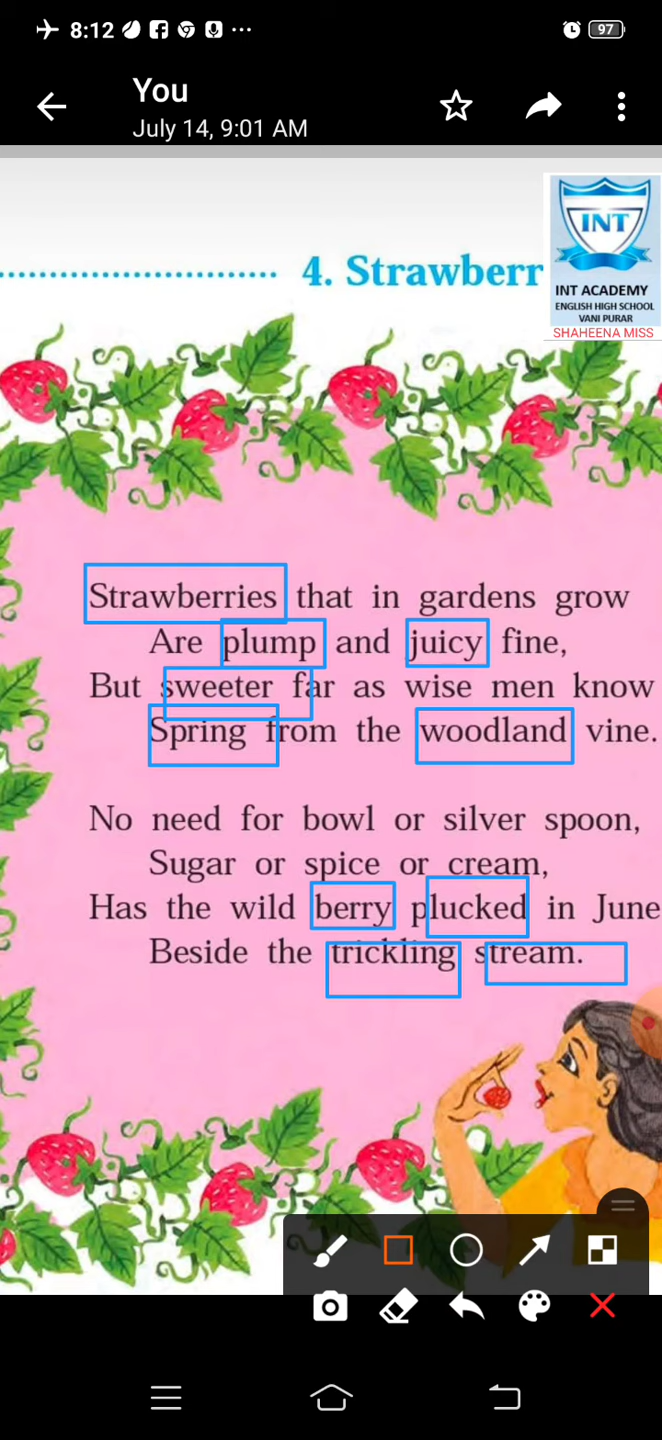 8:12
97
You
July 14, 9:01 AM
INT
INT ACADEMY
ENGLISH HIGH SCHOOL
VANI PURAR
SHAHEENA MISS
4. Strawberr
Strawberries that in gardens grow
Are plump and juicy fine,
But sweeter far as wise men know
Spring from the woodland vine.
No need for bowl or silver spoon,
Sugar or spice or cream,
Has the wild berry plucked in June
Beside the trickling stream.